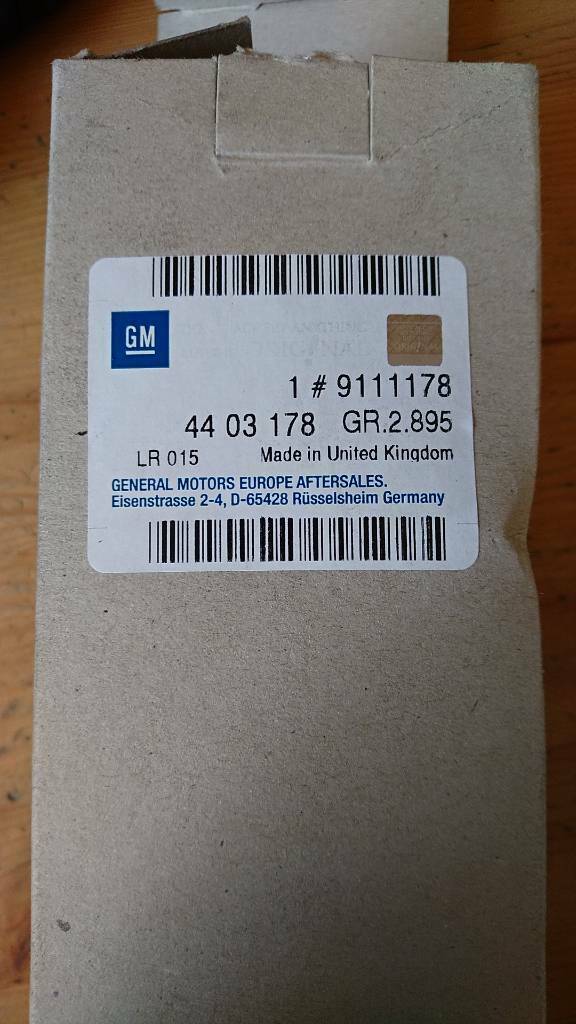 GM
1 # 9111178
44 03 178 GR.2.895
LR 015 Made in United Kingdom
GENERAL MOTORS EUROPE AFTERSALES.
Eisenstrasse 2-4, D-65428 Rüsselsheim Germany